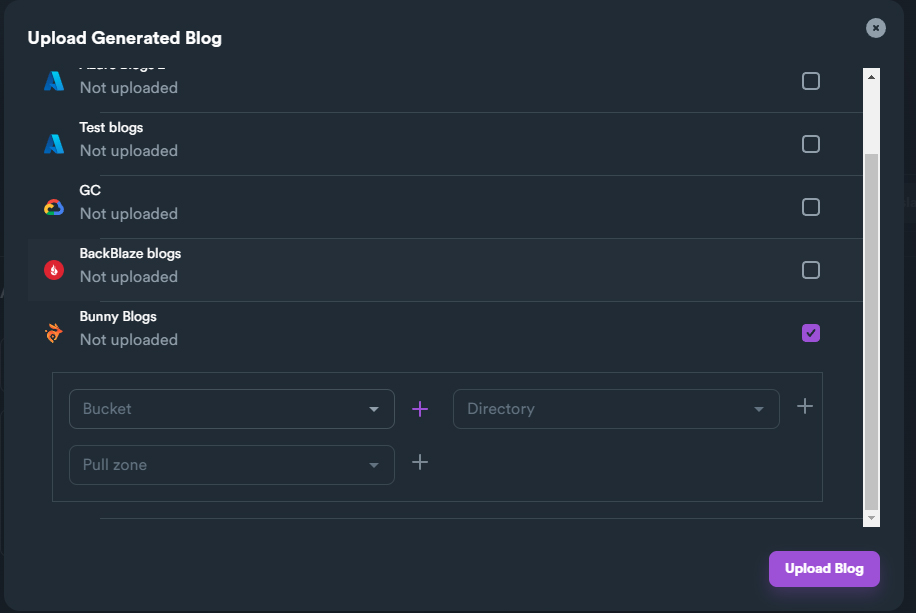 Upload Generated Blog
Not uploaded
Test blogs
Not uploaded
GC
Not uploaded
BackBlaze blogs
Not uploaded
Bunny Blogs
Not uploaded
Bucket
Directory
Pull zone
Upload Blog